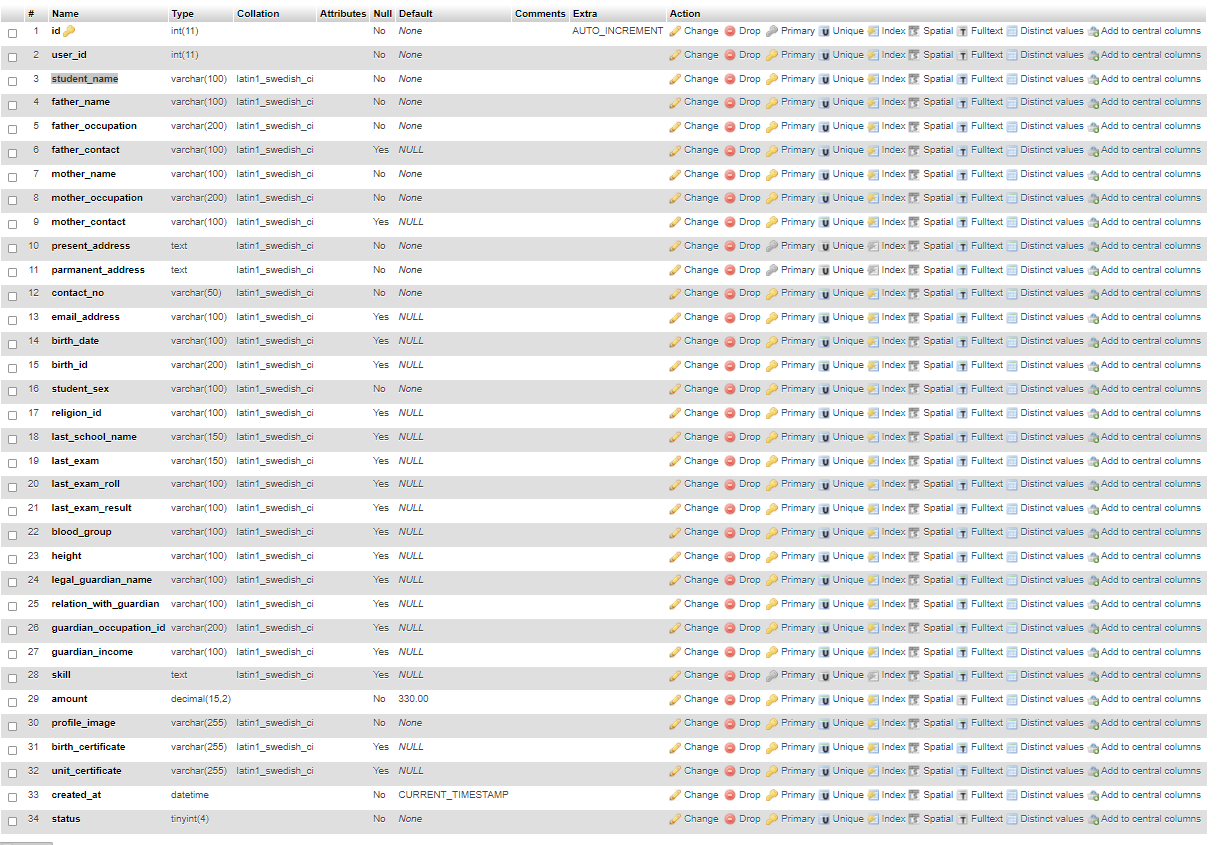 # Name Type Collation Attributes Null Default Comments Extra Action
1 id int(11) No None AUTO_INCREMENT Change Drop Primary Unique Index Spatial Fulltext Distinct values Add to central columns
2 user_id int(11) No None Change Drop Primary Unique Index Spatial Fulltext Distinct values Add to central columns
3 student_name varchar(100) latin1_swedish_ci No None Change Drop Primary Unique Index Spatial Fulltext Distinct values Add to central columns
4 father_name varchar(100) latin1_swedish_ci No None Change Drop Primary Unique Index Spatial Fulltext Distinct values Add to central columns
5 father_occupation varchar(200) latin1_swedish_ci No None Change Drop Primary Unique Index Spatial Fulltext Distinct values Add to central columns
6 father_contact varchar(100) latin1_swedish_ci Yes NULL Change Drop Primary Unique Index Spatial Fulltext Distinct values Add to central columns
7 mother_name varchar(100) latin1_swedish_ci No None Change Drop Primary Unique Index Spatial Fulltext Distinct values Add to central columns
8 mother_occupation varchar(200) latin1_swedish_ci No None Change Drop Primary Unique Index Spatial Fulltext Distinct values Add to central columns
9 mother_contact varchar(100) latin1_swedish_ci Yes NULL Change Drop Primary Unique Index Spatial Fulltext Distinct values Add to central columns
10 present_address text latin1_swedish_ci No None Change Drop Primary Unique Index Spatial Fulltext Distinct values Add to central columns
11 parmanent_address text latin1_swedish_ci No None Change Drop Primary Unique Index Spatial Fulltext Distinct values Add to central columns
12 contact_no varchar(50) latin1_swedish_ci No None Change Drop Primary Unique Index Spatial Fulltext Distinct values Add to central columns
13 email_address varchar(100) latin1_swedish_ci Yes NULL Change Drop Primary Unique Index Spatial Fulltext Distinct values Add to central columns
14 birth_date varchar(100) latin1_swedish_ci Yes NULL Change Drop Primary Unique Index Spatial Fulltext Distinct values Add to central columns
15 birth_id varchar(200) latin1_swedish_ci Yes NULL Change Drop Primary Unique Index Spatial Fulltext Distinct values Add to central columns
16 student_sex varchar(100) latin1_swedish_ci No None Change Drop Primary Unique Index Spatial Fulltext Distinct values Add to central columns
17 religion_id varchar(100) latin1_swedish_ci Yes NULL Change Drop Primary Unique Index Spatial Fulltext Distinct values Add to central columns
18 last_school_name varchar(150) latin1_swedish_ci Yes NULL Change Drop Primary Unique Index Spatial Fulltext Distinct values Add to central columns
19 last_exam varchar(150) latin1_swedish_ci Yes NULL Change Drop Primary Unique Index Spatial Fulltext Distinct values Add to central columns
20 last_exam_roll varchar(100) latin1_swedish_ci Yes NULL Change Drop Primary Unique Index Spatial Fulltext Distinct values Add to central columns
21 last_exam_result varchar(100) latin1_swedish_ci Yes NULL Change Drop Primary Unique Index Spatial Fulltext Distinct values Add to central columns
22 blood_group varchar(100) latin1_swedish_ci Yes NULL Change Drop Primary Unique Index Spatial Fulltext Distinct values Add to central columns
23 height varchar(100) latin1_swedish_ci Yes NULL Change Drop Primary Unique Index Spatial Fulltext Distinct values Add to central columns
24 legal_guardian_name varchar(100) latin1_swedish_ci Yes NULL Change Drop Primary Unique Index Spatial Fulltext Distinct values Add to central columns
25 relation_with_guardian varchar(100) latin1_swedish_ci Yes NULL Change Drop Primary Unique Index Spatial Fulltext Distinct values Add to central columns
26 guardian_occupation_id varchar(200) latin1_swedish_ci Yes NULL Change Drop Primary Unique Index Spatial Fulltext Distinct values Add to central columns
27 guardian_income varchar(100) latin1_swedish_ci Yes NULL Change Drop Primary Unique Index Spatial Fulltext Distinct values Add to central columns
28 skill text latin1_swedish_ci Yes NULL Change Drop Primary Unique Index Spatial Fulltext Distinct values Add to central columns
29 amount decimal(15,2) No 330.00 Change Drop Primary Unique Index Spatial Fulltext Distinct values Add to central columns
30 profile_image varchar(255) latin1_swedish_ci Yes NULL Change Drop Primary Unique Index Spatial Fulltext Distinct values Add to central columns
31 birth_certificate varchar(255) latin1_swedish_ci Yes NULL Change Drop Primary Unique Index Spatial Fulltext Distinct values Add to central columns
32 unit_certificate varchar(255) latin1_swedish_ci Yes NULL Change Drop Primary Unique Index Spatial Fulltext Distinct values Add to central columns
33 created_at datetime No CURRENT_TIMESTAMP Change Drop Primary Unique Index Spatial Fulltext Distinct values Add to central columns
34 status tinyint(4) No None Change Drop Primary Unique Index Spatial Fulltext Distinct values Add to central columns